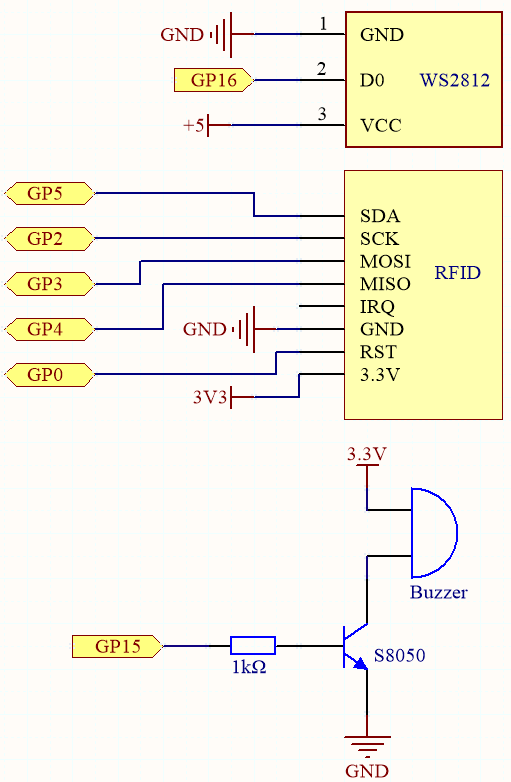 GND 1 GND
GP16 2 D0 WS2812
+5 3 VCC
GP5
SDA
GP2 SCK
MOSI
RFID
GP3 MISO
IRQ
GP4 GND GND
RST
GP0 3.3V
3V3
3.3V
Buzzer
GP15
1kΩ
S8050
GND